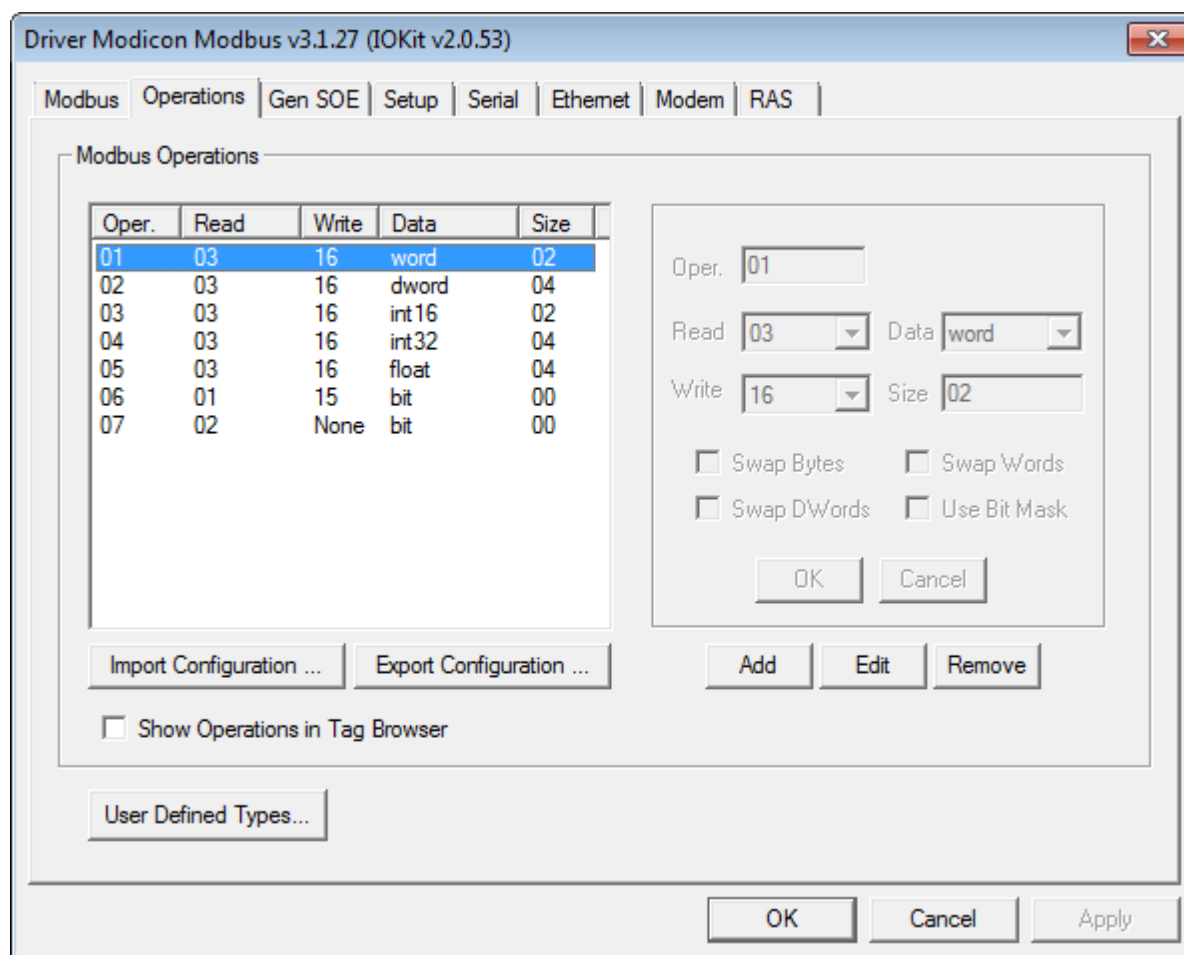 Driver Modicon Modbus v3.1.27 (IOKit v2.0.53)
Modbus Operations Gen SOE Setup Serial Ethernet Modem RAS
Modbus Operations
Oper. Read Write Data Size
01 03 16 word 02
02 03 16 dword 04
03 03 16 int16 02
04 03 16 int32 04
05 03 16 float 04
06 01 15 bit 00
07 02 None bit 00
Oper. 01
Read 03 Data word
Write 16 Size 02
Swap Bytes Swap Words
Swap DWords Use Bit Mask
OK Cancel
Import Configuration ... Export Configuration ... Add Edit Remove
Show Operations in Tag Browser
User Defined Types...
OK Cancel Apply